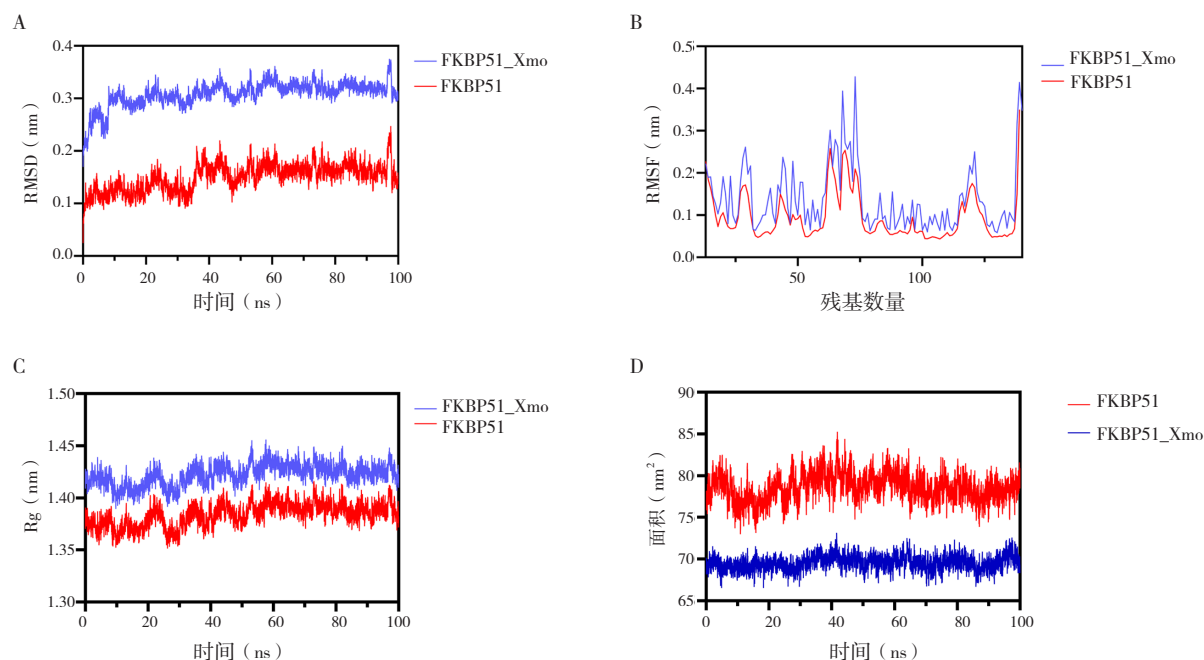 A
0.4
0.3
0.2
0.1
0.0
RMSD（nm）
0
20
40
60
80
100
时间（ns）
FKBP51_Xmo
FKBP51
B
0.5
0.4
0.3
0.2
0.1
0.0
RMSF（nm）
50
100
残基数量
FKBP51_Xmo
FKBP51
C
1.50
1.45
1.40
1.35
1.30
Rg（nm）
0
20
40
60
80
100
时间（ns）
FKBP51_Xmo
FKBP51
D
90
85
80
75
70
65
面积（nm²）
0
20
40
60
80
100
时间（ns）
FKBP51
FKBP51_Xmo